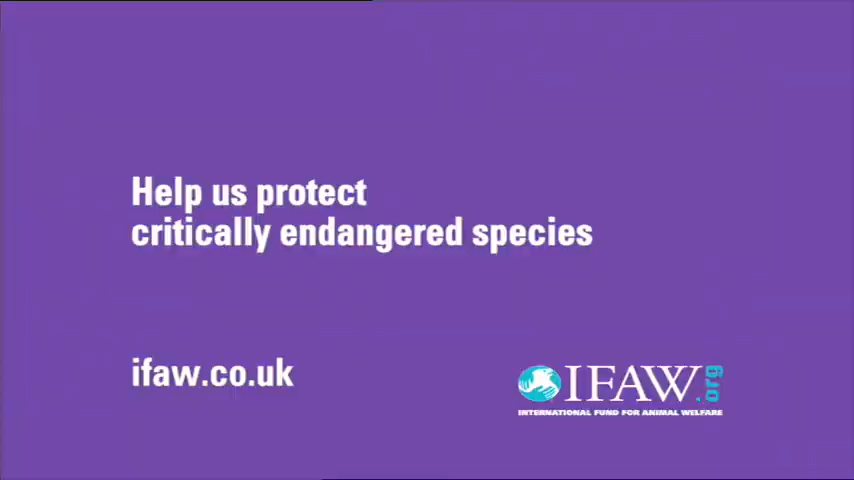 Help us protect
critically endangered species
ifaw.co.uk
IFAW.org
INTERNATIONAL FUND FOR ANIMAL WELFARE